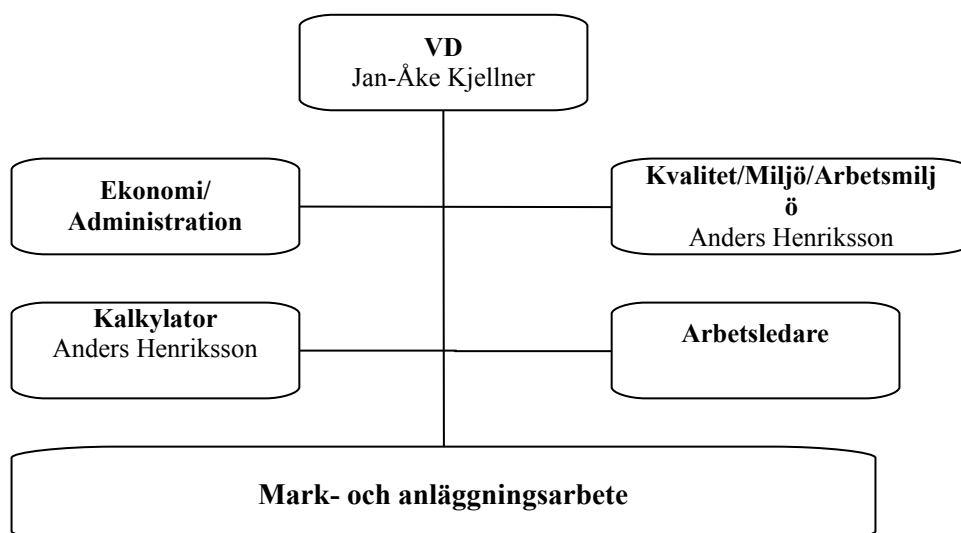 VD
Jan-Åke Kjellner
Ekonomi/
Administration
Kvalitet/Miljö/Arbetsmilj
ö
Anders Henriksson
Kalkylator
Anders Henriksson
Arbetsledare
Mark- och anläggningsarbete